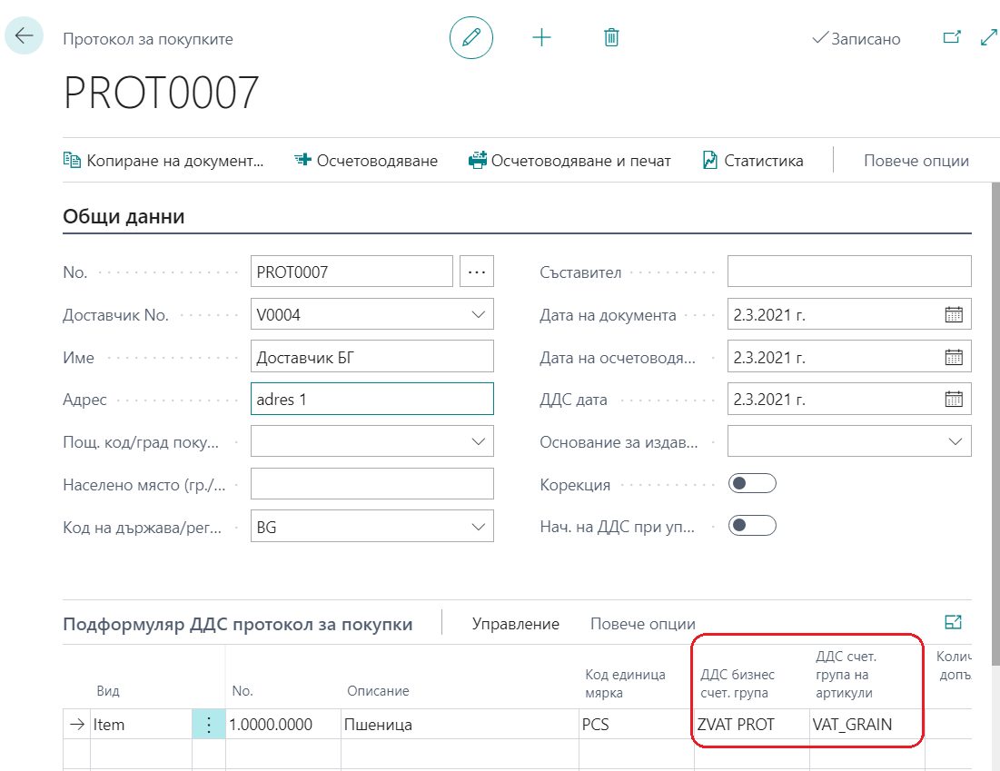 Протокол за покупките
Записано
PROT0007
Копиране на документ...
Осчетоводяване
Осчетоводяване и печат
Статистика
Повече опции
Общи данни
No.
PROT0007
...
Доставчик No.
V0004
Име
Доставчик БГ
Адрес
adres 1
Пощ. код/град поку...
Населено място (гр./...
Код на държава/рег...
BG
Съставител
Дата на документа
2.3.2021 г.
Дата на осчетоводя...
2.3.2021 г.
ДДС дата
2.3.2021 г.
Основание за издав...
Корекция
Нач. на ДДС при уп...
Подформуляр ДДС протокол за покупки
Управление
Повече опции
Вид
No.
Описание
Код единица
мярка
ДДС бизнес
счет. група
ДДС счет.
група на
артикули
Item
1.0000.0000
Пшеница
PCS
ZVAT PROT
VAT_GRAIN